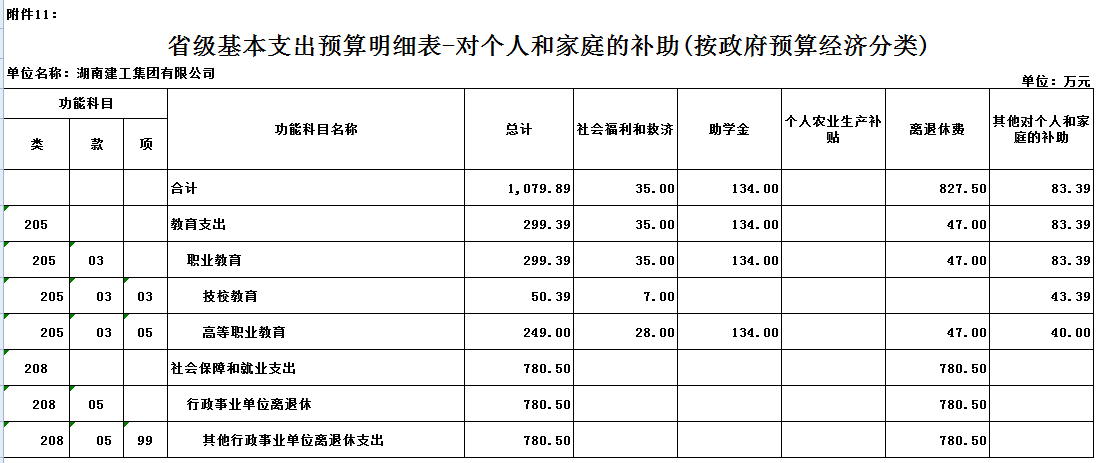 附件11：
省级基本支出预算明细表-对个人和家庭的补助(按政府预算经济分类)
单位名称：湖南建工集团有限公司
单位：万元
功能科目 功能科目名称 总计 社会福利和救济 助学金 个人农业生产补贴 离退休费 其他对个人和家庭的补助
类 款 项
合计 1,079.89 35.00 134.00 827.50 83.39
205 教育支出 299.39 35.00 134.00 47.00 83.39
205 03 职业教育 299.39 35.00 134.00 47.00 83.39
205 03 03 技校教育 50.39 7.00 43.39
205 03 05 高等职业教育 249.00 28.00 134.00 47.00 40.00
208 社会保障和就业支出 780.50 780.50
208 05 行政事业单位离退休 780.50 780.50
208 05 99 其他行政事业单位离退休支出 780.50 780.50